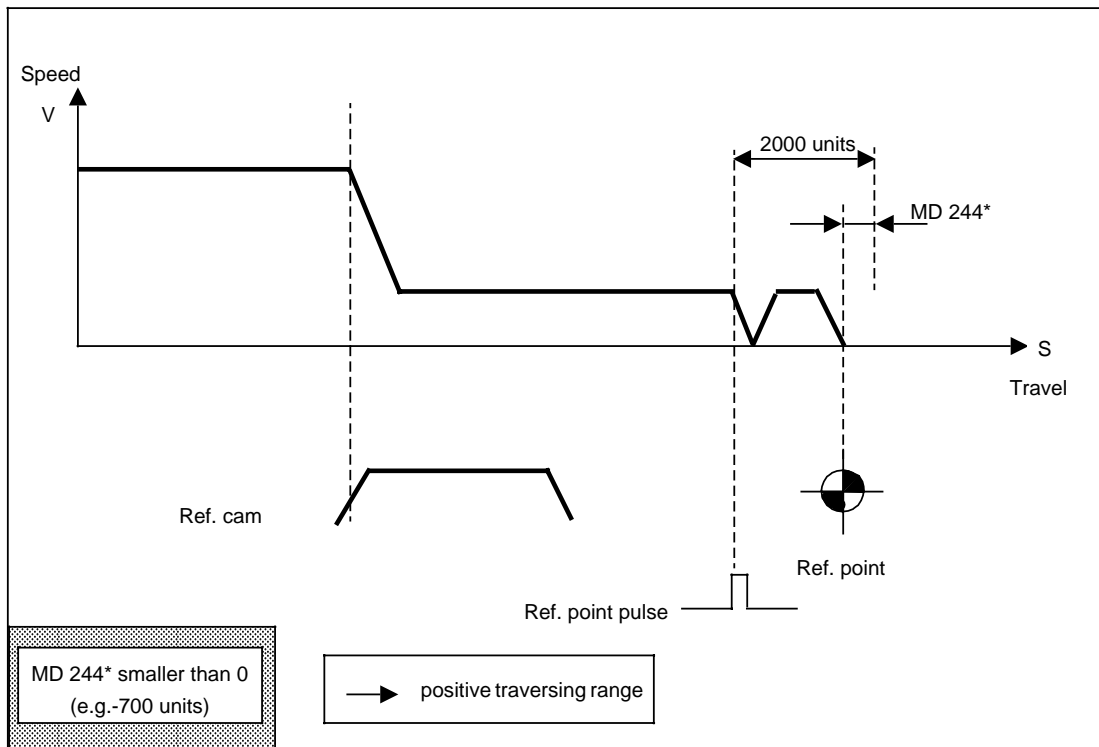 Speed
V
2000 units
MD 244*
S
Travel
Ref. cam
Ref. point
Ref. point pulse
MD 244* smaller than 0
(e.g.-700 units)
positive traversing range